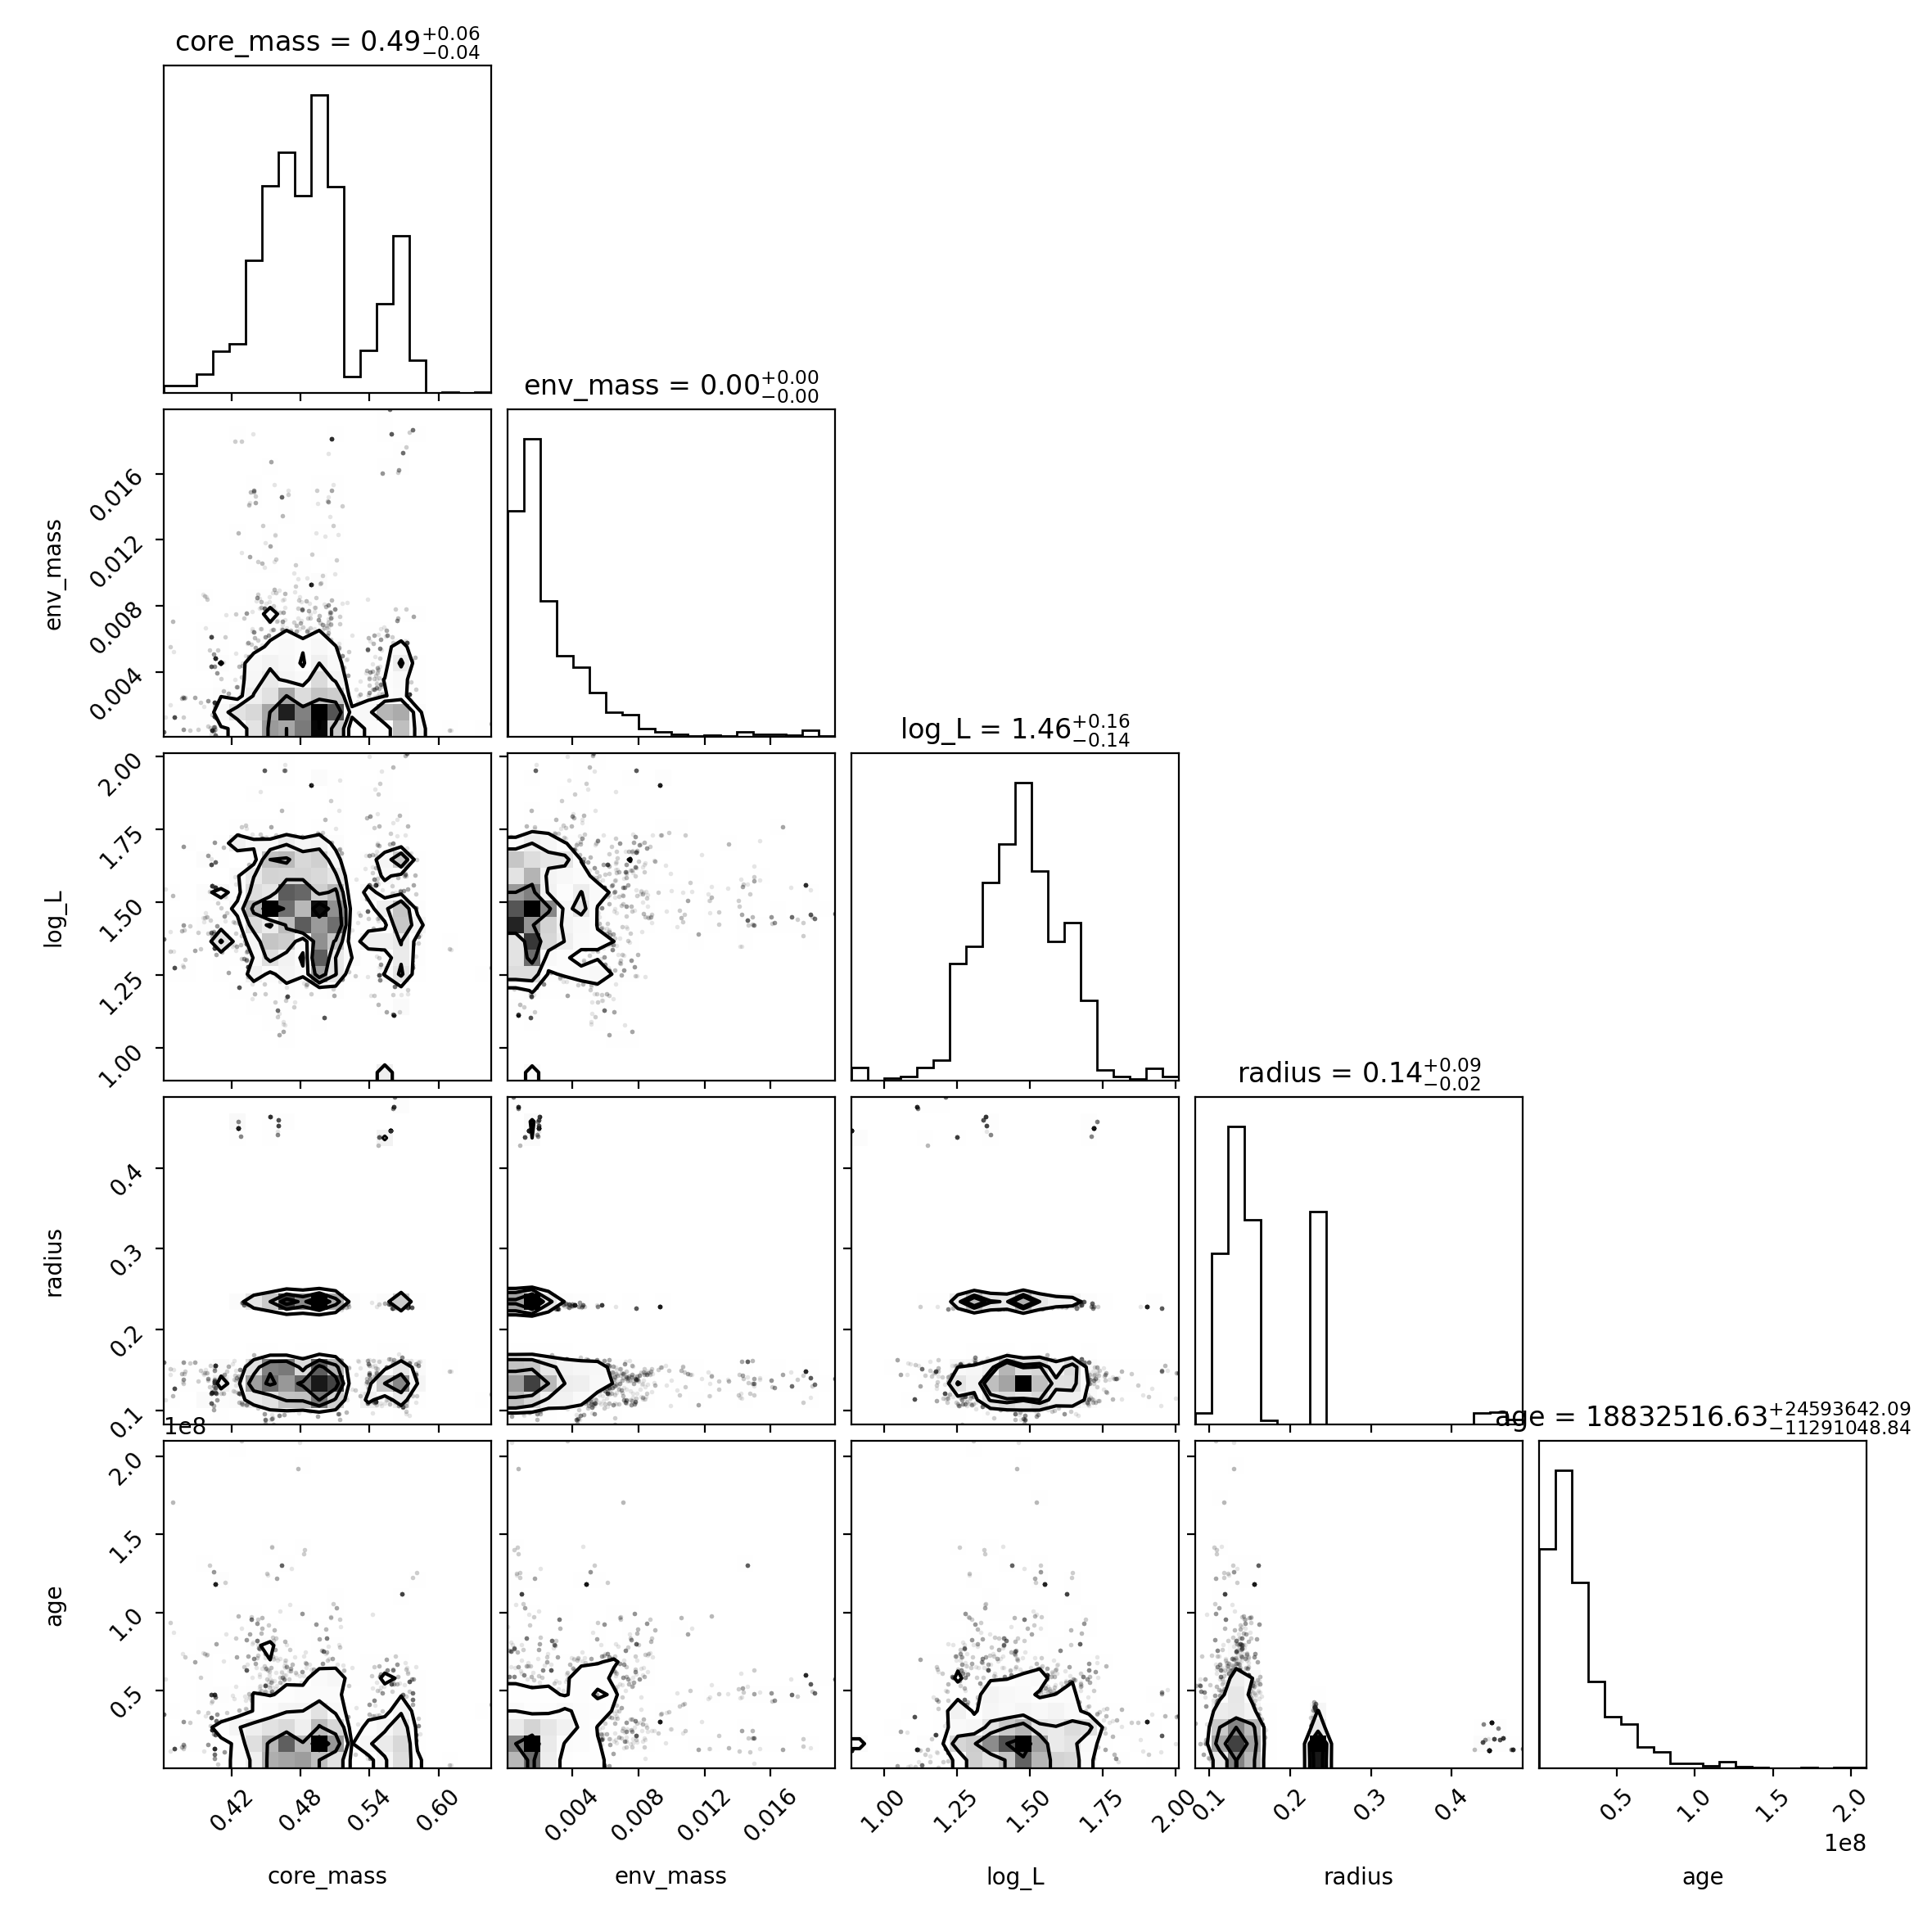 core_mass = 0.49+0.06 −0.04
env_mass = 0.00+0.00 −0.00
0.016
0.012
0.008
0.004
env_mass
log_L = 1.46+0.16 −0.14
2.00
1.75
1.50
1.25
1.00
log_L
radius = 0.14+0.09 −0.02
0.4
0.3
0.2
0.1
radius
1e8
age = 18832516.63+24593642.09 −11291048.84
2.0
1.5
1.0
0.5
age
0.42 0.48 0.54 0.60
0.004 0.008 0.012 0.016
1.00 1.25 1.50 1.75 2.00
0.1 0.2 0.3 0.4
0.5 1.0 1.5 2.0
1e8
core_mass env_mass log_L radius age